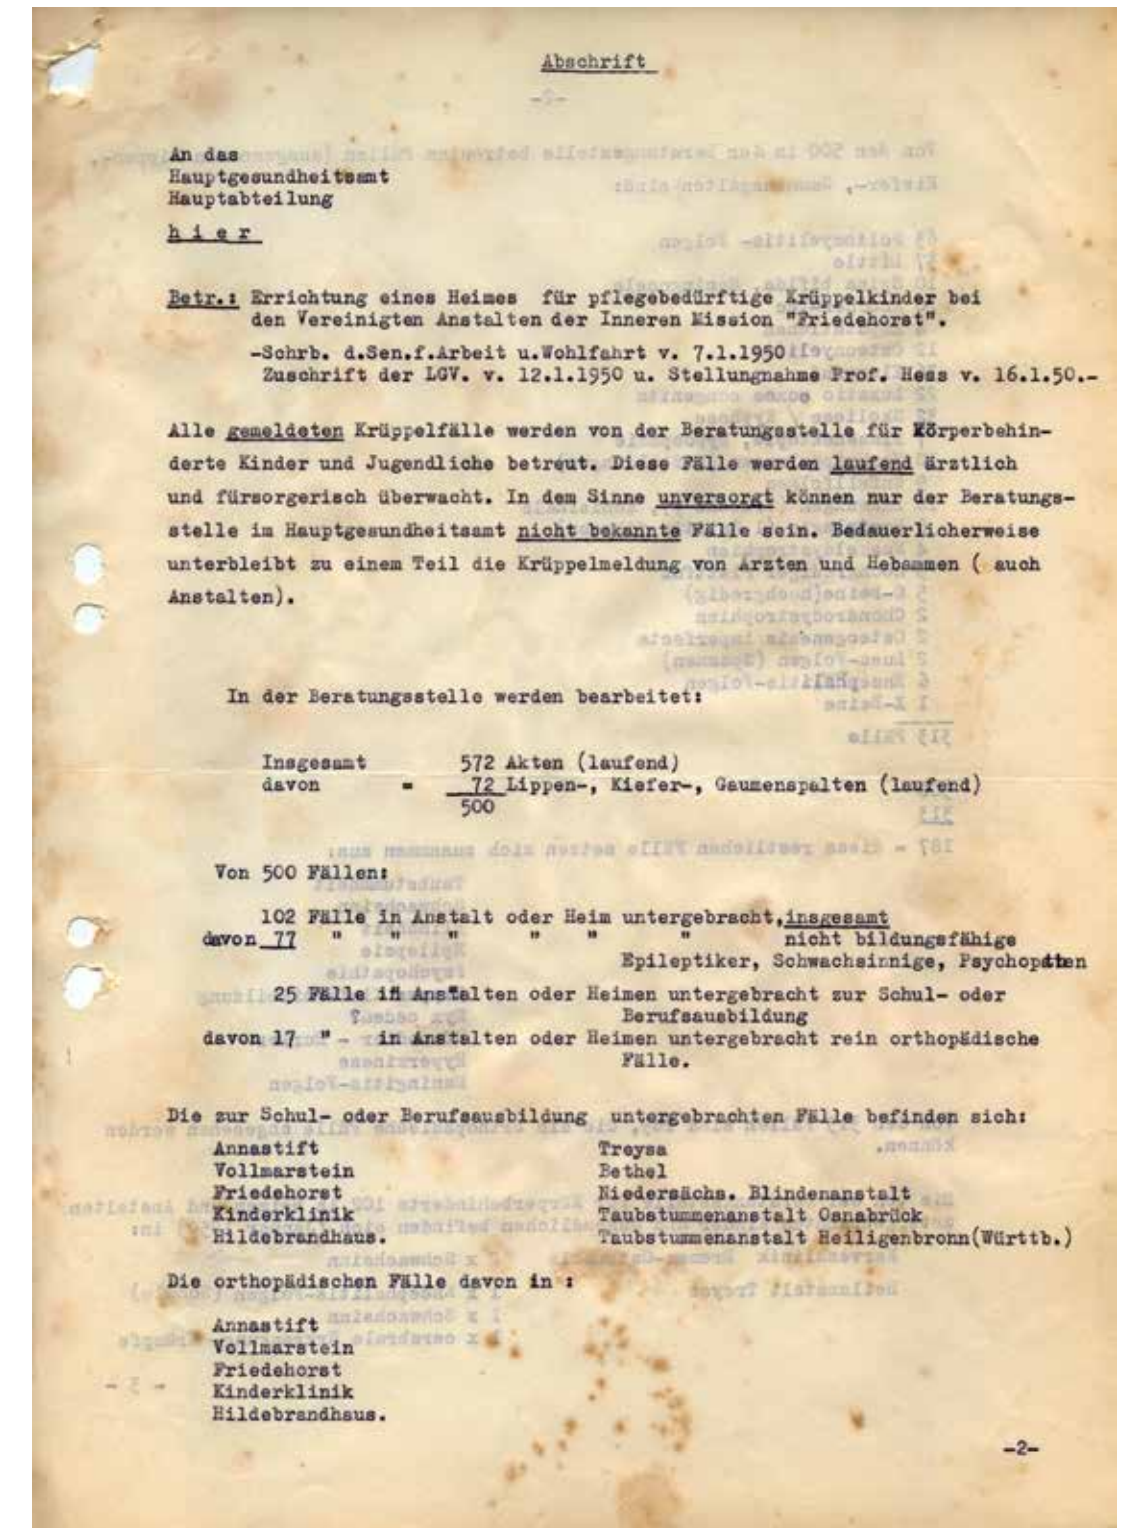 Abschrift
An das
Hauptgesundheitsamt
Hauptabteilung
h i e r
Betr.: Errichtung eines Heimes für pflegebedürftige Krüppelkinder bei
den Vereinigten Anstalten der Inneren Mission "Friedehorst".
-Schrb. d.Sen.f.Arbeit u.Wohlfahrt v. 7.1.1950
Zuschrift der LGV. v. 12.1.1950 u. Stellungnahme Prof. Hess v. 16.1.50.-
Alle gemeldeten Krüppelfälle werden von der Beratungsstelle für Körperbehin-
derte Kinder und Jugendliche betreut. Diese Fälle werden laufend ärztlich
und fürsorgerisch überwacht. In dem Sinne unversorgt können nur der Beratungs-
stelle im Hauptgesundheitsamt nicht bekannte Fälle sein. Bedauerlicherweise
unterbleibt zu einem Teil die Krüppelmeldung von Ärzten und Hebammen ( auch
Anstalten).
In der Beratungsstelle werden bearbeitet:
Insgesamt 572 Akten (laufend)
davon = 72 Lippen-, Kiefer-, Gaumenspalten (laufend)
500
Von 500 Fällen:
102 Fälle in Anstalt oder Heim untergebracht,insgesamt
davon 77 " " " " " " nicht bildungsfähige
Epileptiker, Schwachsinnige, Psychopaten
25 Fälle in Anstalten oder Heimen untergebracht zur Schul- oder
Berufsausbildung
davon 17 " - in Anstalten oder Heimen untergebracht rein orthopädische
Fälle.
Die zur Schul- oder Berufsausbildung untergebrachten Fälle befinden sich:
Annastift Treysa
Vollmarstein Bethel
Friedehorst Niedersächs. Blindenanstalt
Kinderklinik Taubstummenanstalt Osnabrück
Hildebrandhaus. Taubstummenanstalt Heiligenbronn(Württb.)
Die orthopädischen Fälle davon in :
Annastift
Vollmarstein
Friedehorst
Kinderklinik
Hildebrandhaus.
-2-